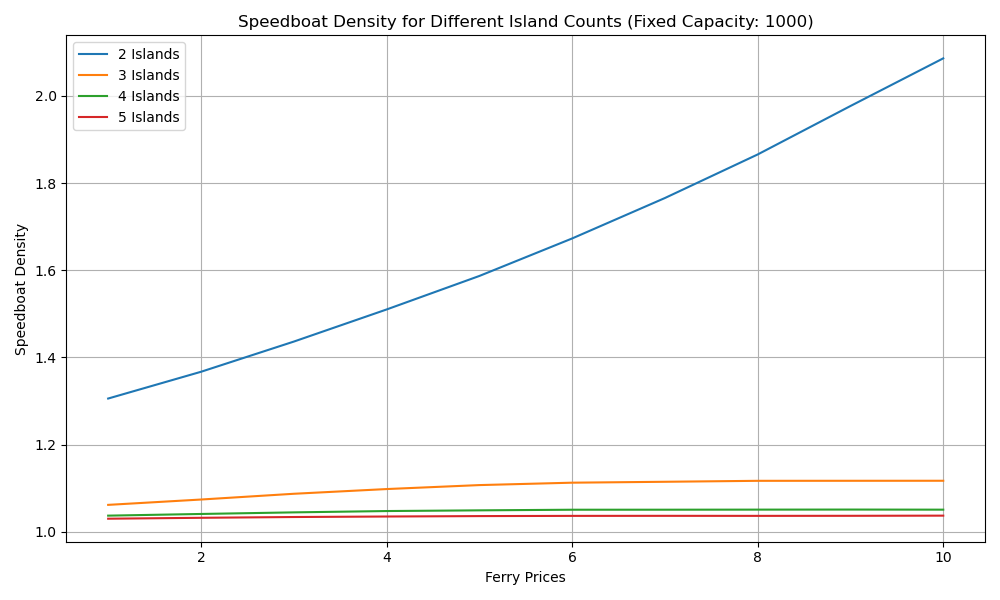 Speedboat Density for Different Island Counts (Fixed Capacity: 1000)
2 Islands
3 Islands
4 Islands
5 Islands
Speedboat Density
2.0
1.8
1.6
1.4
1.2
1.0
2 4 6 8 10
Ferry Prices